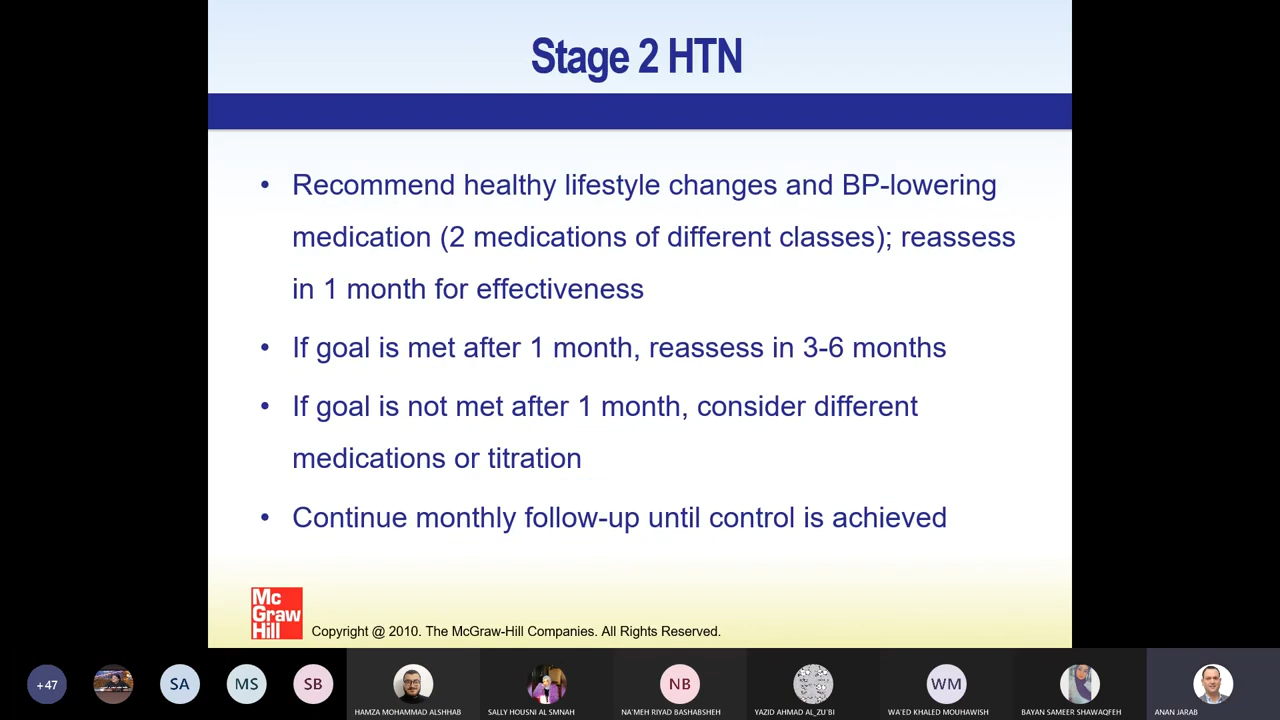 Stage 2 HTN
• Recommend healthy lifestyle changes and BP-lowering
medication (2 medications of different classes); reassess
in 1 month for effectiveness
• If goal is met after 1 month, reassess in 3-6 months
• If goal is not met after 1 month, consider different
medications or titration
• Continue monthly follow-up until control is achieved
Mc
Graw
Hill
Copyright @ 2010. The McGraw-Hill Companies. All Rights Reserved.
+47
SA
MS
SB
NB
WM
HAMZA MOHAMMAD ALSHHAB
SALLY HOUSNI AL SMNAH
NA'MEH RIYAD BASHABSHEH
YAZID AHMAD AL_ZU'BI
WA'ED KHALED MOUHAWISH
BAYAN SAMEER SHAWAQFEH
ANAN JARAB